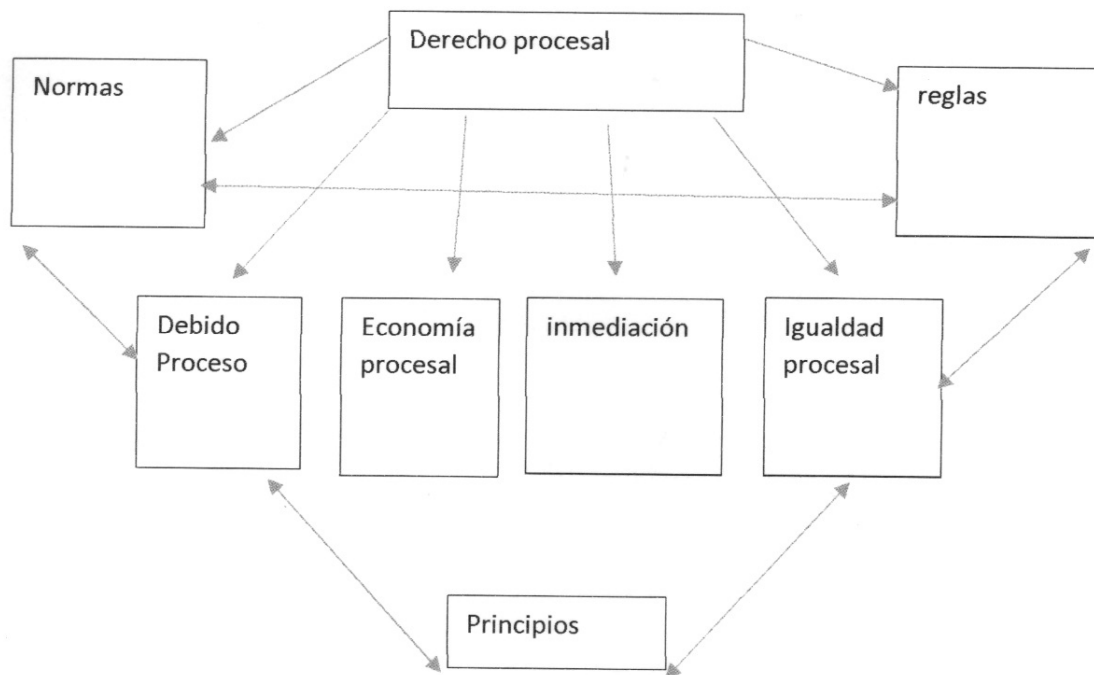 Derecho procesal
Normas
reglas
Debido
Proceso
Economía
procesal
inmediación
Igualdad
procesal
Principios